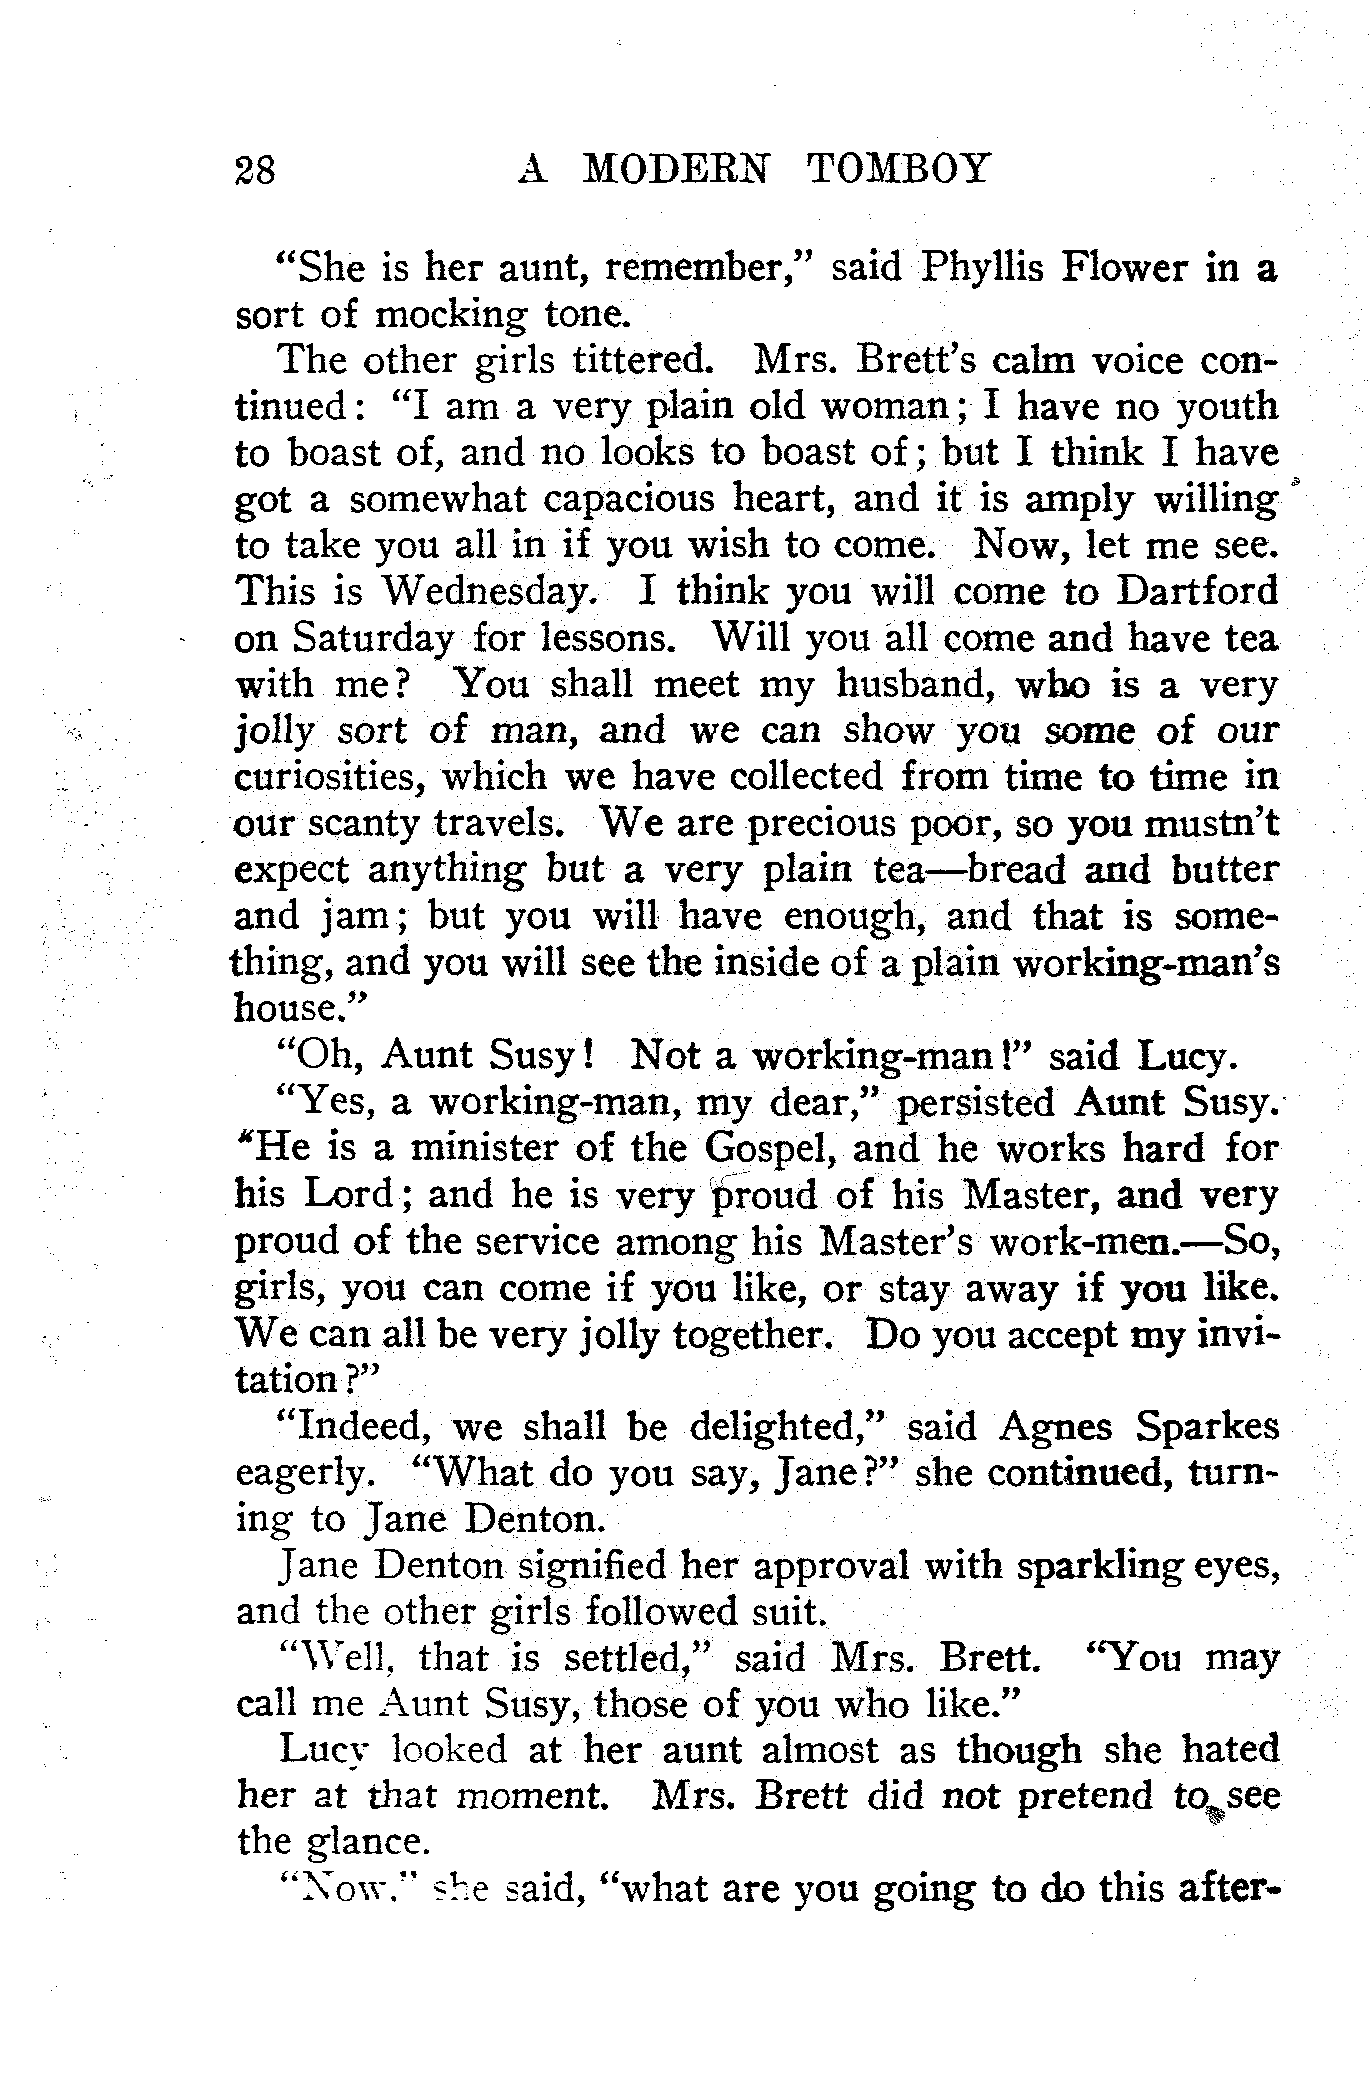 28 A MODERN TOMBOY
“She is her aunt, remember,” said Phyllis Flower in a
sort of mocking tone.
The other girls tittered. Mrs. Brett’s calm voice con-
tinued: “I am a very plain old woman; I have no youth
to boast of, and no looks to boast of; but I think I have
got a somewhat capacious heart, and it is amply willing
to take you all in if you wish to come. Now, let me see.
This is Wednesday. I think you will come to Dartford
on Saturday for lessons. Will you all come and have tea
with me? You shall meet my husband, who is a very
jolly sort of man, and we can show you some of our
curiosities, which we have collected from time to time in
our scanty travels. We are precious poor, so you mustn’t
expect anything but a very plain tea—bread and butter
and jam; but you will have enough, and that is some-
thing, and you will see the inside of a plain working-man’s
house.”
“Oh, Aunt Susy! Not a working-man!” said Lucy.
“Yes, a working-man, my dear,” persisted Aunt Susy.
“He is a minister of the Gospel, and he works hard for
his Lord; and he is very proud of his Master, and very
proud of the service among his Master’s work-men.—So,
girls, you can come if you like, or stay away if you like.
We can all be very jolly together. Do you accept my invi-
tation?”
“Indeed, we shall be delighted,” said Agnes Sparkes
eagerly. “What do you say, Jane?” she continued, turn-
ing to Jane Denton.
Jane Denton signified her approval with sparkling eyes,
and the other girls followed suit.
“Well, that is settled,” said Mrs. Brett. “You may
call me Aunt Susy, those of you who like.”
Lucy looked at her aunt almost as though she hated
her at that moment. Mrs. Brett did not pretend to see
the glance.
“Now.” she said, “what are you going to do this after-